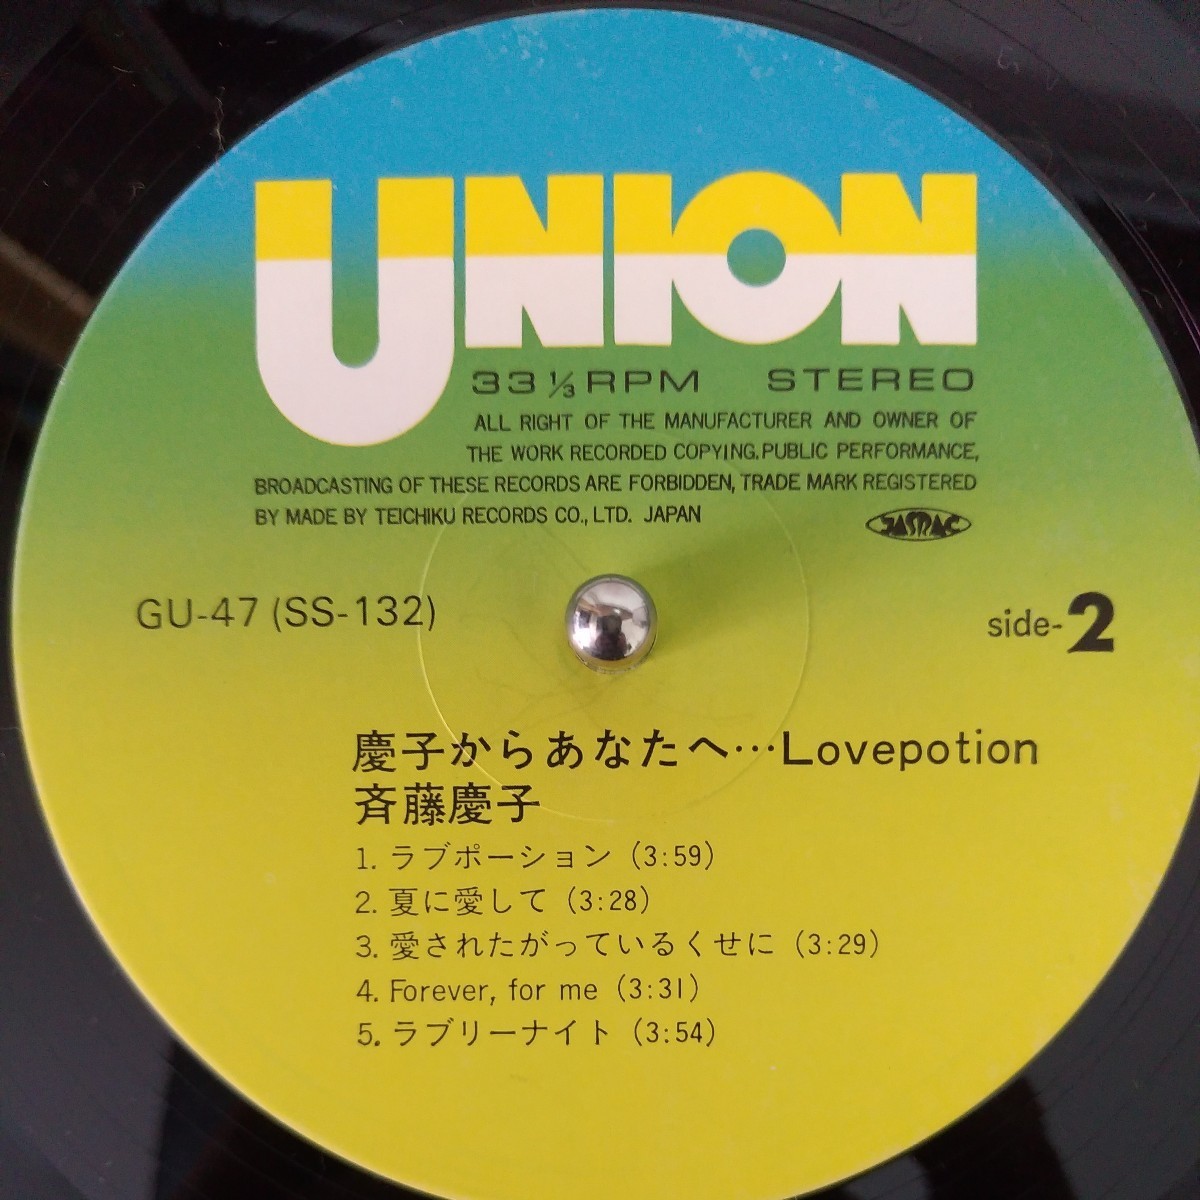 UNION
33 1/3 RPM STEREO
ALL RIGHT OF THE MANUFACTURER AND OWNER OF
THE WORK RECORDED COPYING. PUBLIC PERFORMANCE,
BROADCASTING OF THESE RECORDS ARE FORBIDDEN, TRADE MARK REGISTERED
BY MADE BY TEICHIKU RECORDS CO., LTD. JAPAN
JASRAC
GU-47 (SS-132)
side-2
慶子からあなたへ…Lovepotion
斉藤慶子
1. ラブポーション (3:59)
2. 夏に愛して (3:28)
3. 愛されたがっているくせに (3:29)
4. Forever, for me (3:31)
5. ラブリーナイト (3:54)